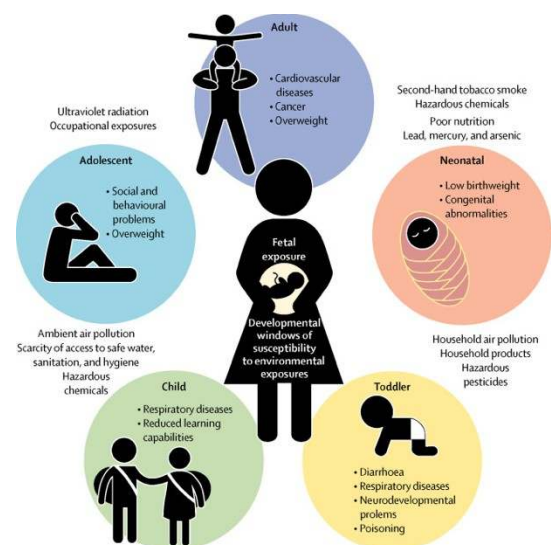 Adult
• Cardiovascular
diseases
• Cancer
• Overweight
Second-hand tobacco smoke
Hazardous chemicals
Poor nutrition
Lead, mercury, and arsenic
Neonatal
• Low birthweight
• Congenital
abnormalities
Household air pollution
Household products
Hazardous
pesticides
Toddler
• Diarrhoea
• Respiratory diseases
• Neurodevelopmental
prolems
• Poisoning
Child
• Respiratory diseases
• Reduced learning
capabilities
Ambient air pollution
Scarcity of access to safe water,
sanitation, and hygiene
Hazardous
chemicals
Adolescent
• Social and
behavioural
problems
• Overweight
Ultraviolet radiation
Occupational exposures
Fetal
exposure
Developmental
windows of
susceptibility
to environmental
exposures